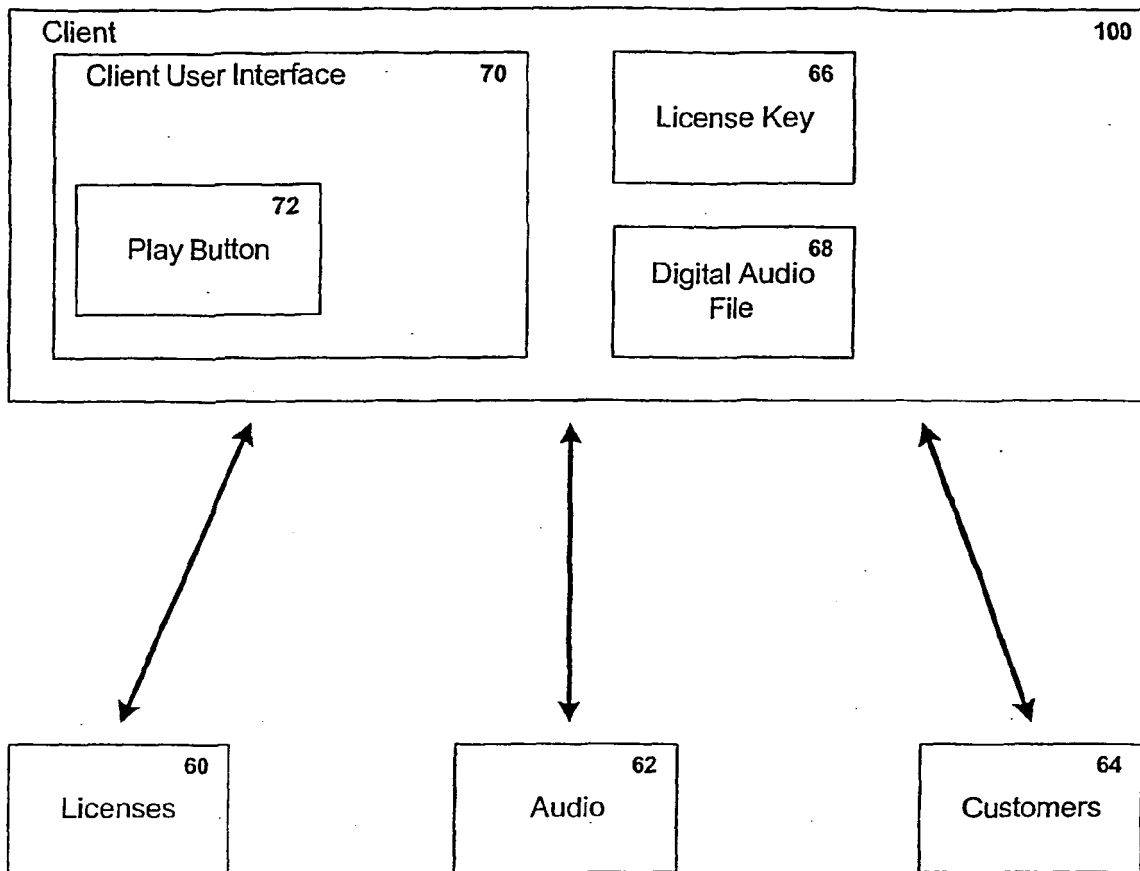 Client 100
Client User Interface 70
66
License Key
72
Play Button
68
Digital Audio
File
60
Licenses
62
Audio
64
Customers